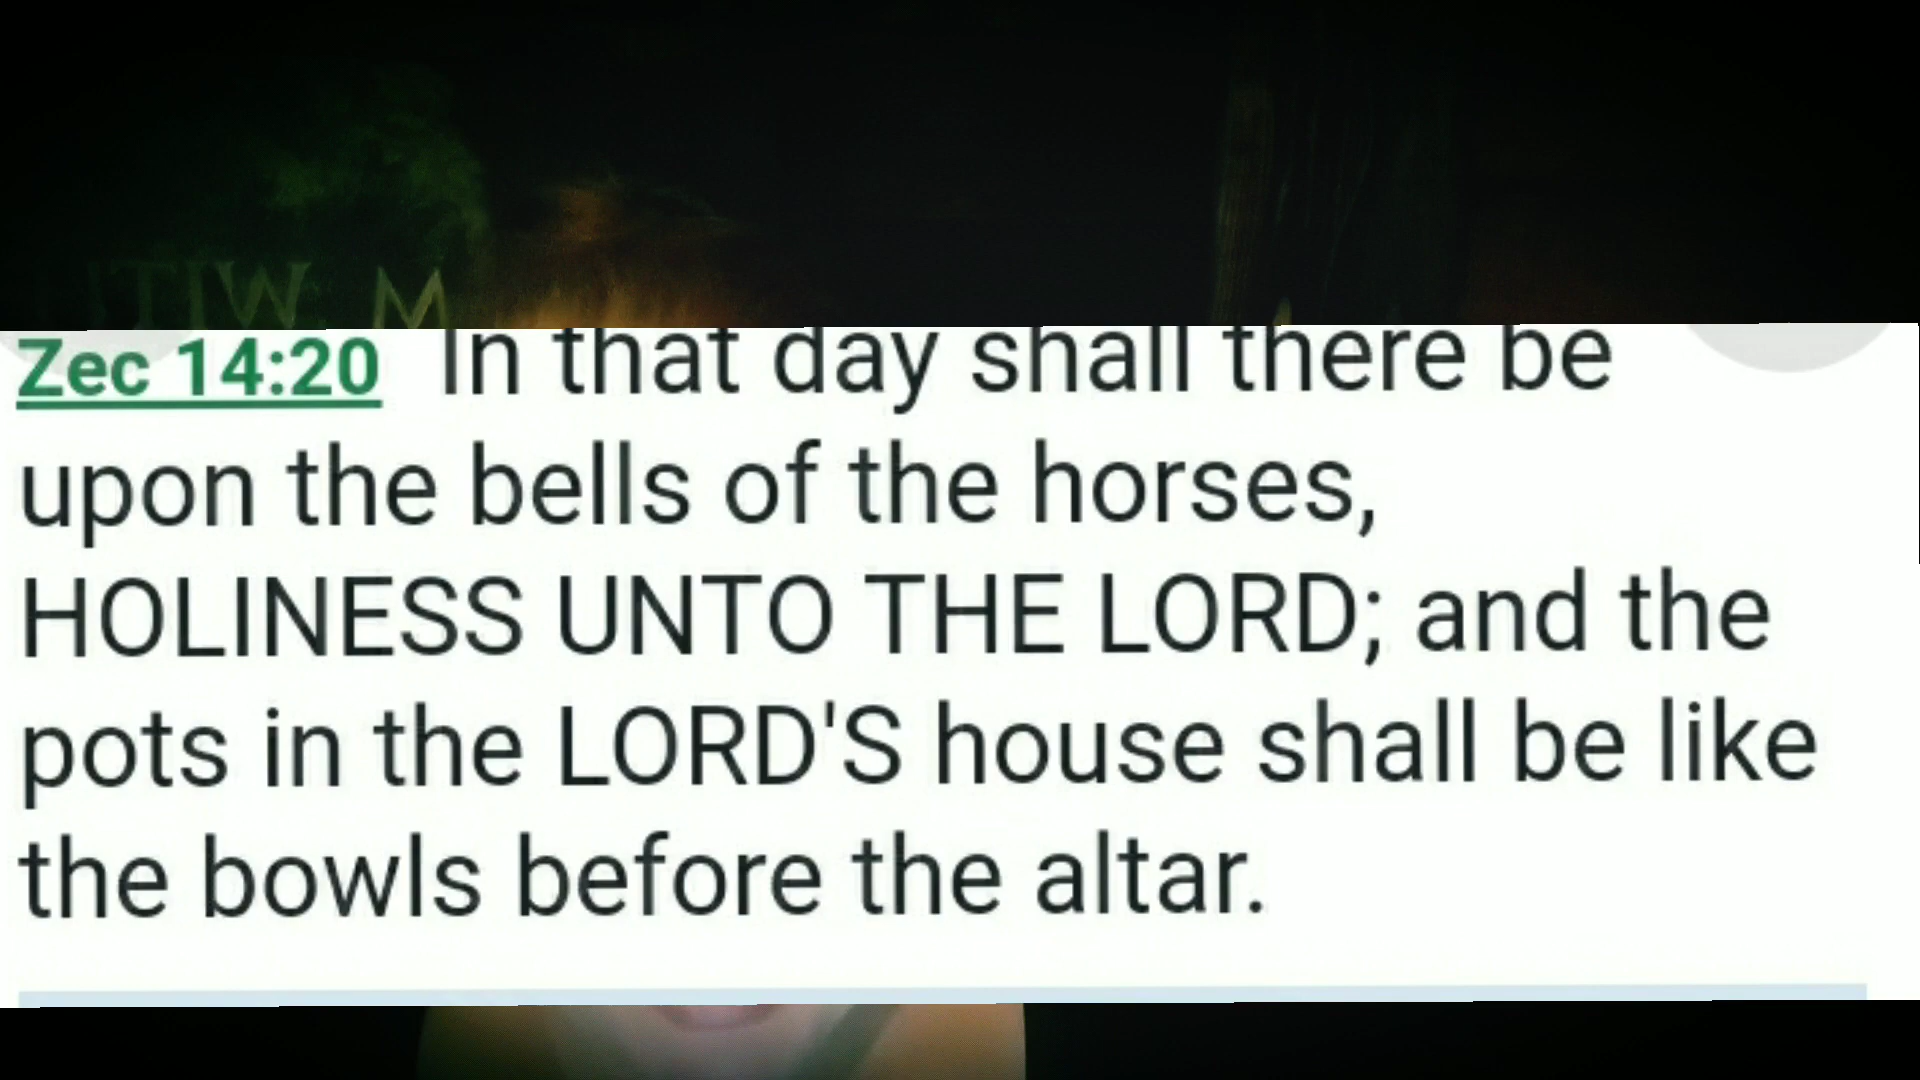 ITIW M
Zec 14:20 In that day shall there be
upon the bells of the horses,
HOLINESS UNTO THE LORD; and the
pots in the LORD'S house shall be like
the bowls before the altar.